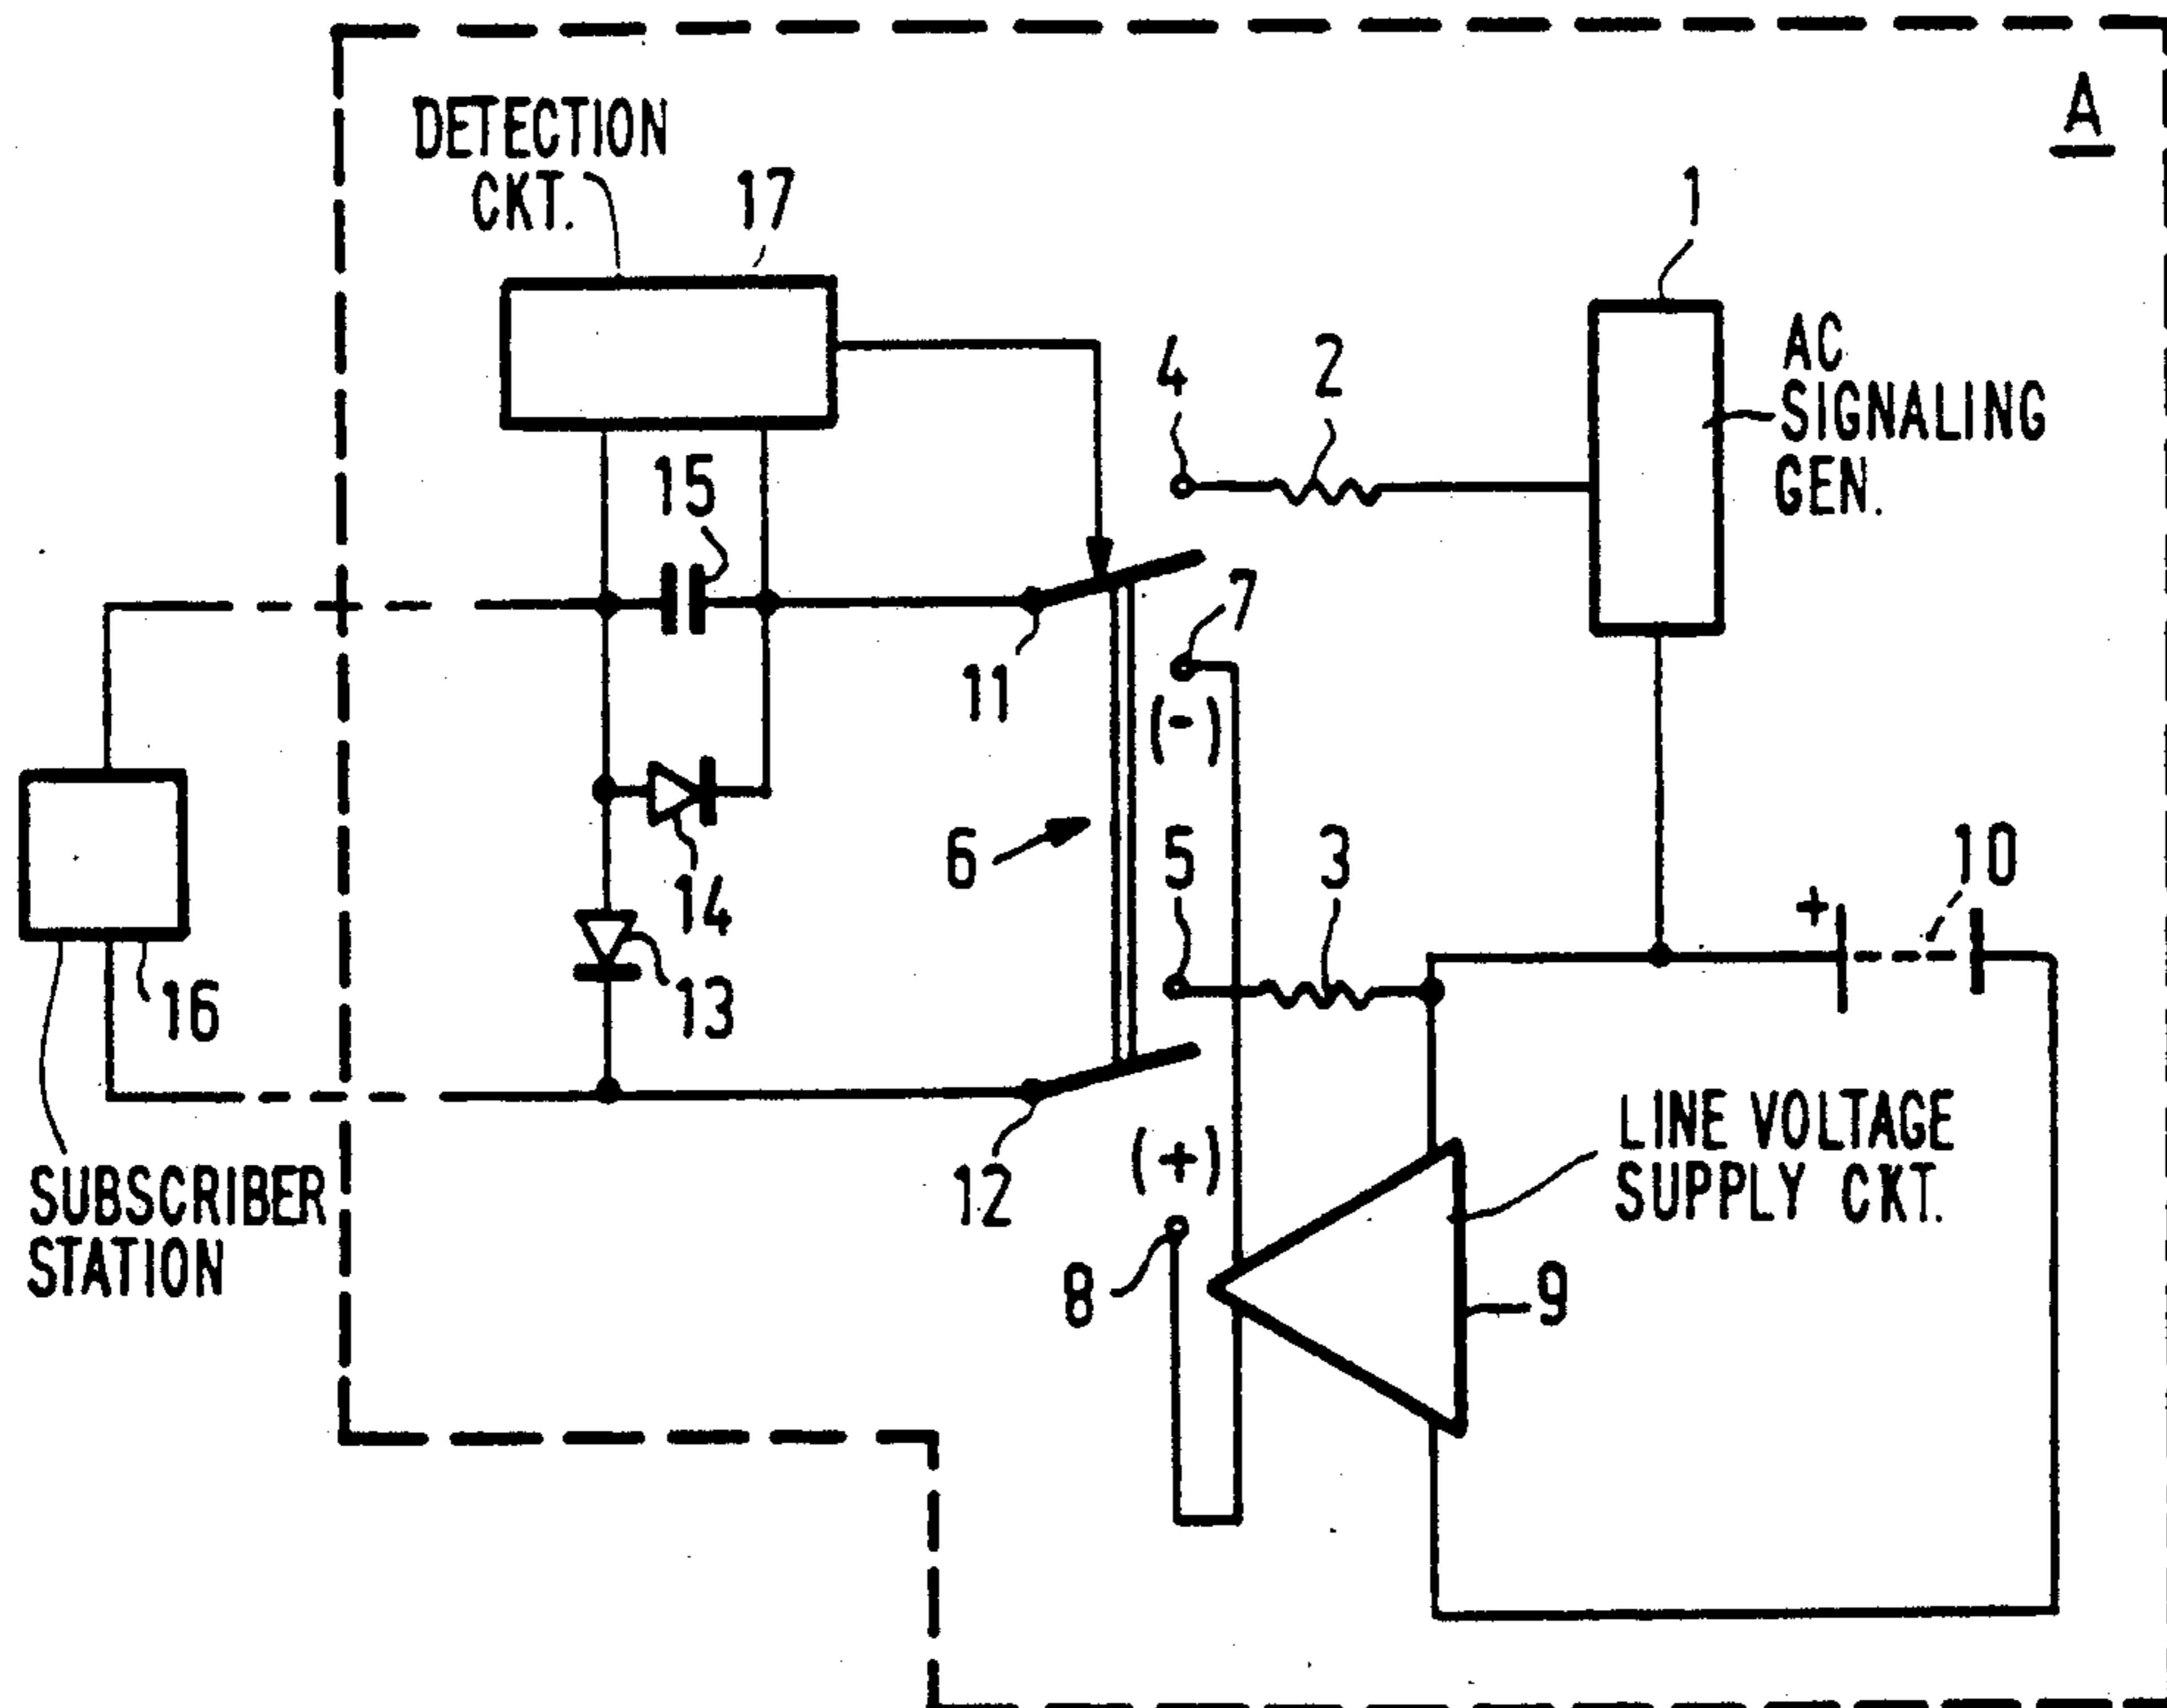 A
DETECTION
CKT.
17
1
4
2
AC
SIGNALING
GEN.
15
7
11
(-)
6
5
3
10
+
14
13
16
LINE VOLTAGE
SUPPLY CKT.
(+)
12
SUBSCRIBER
STATION
8
9